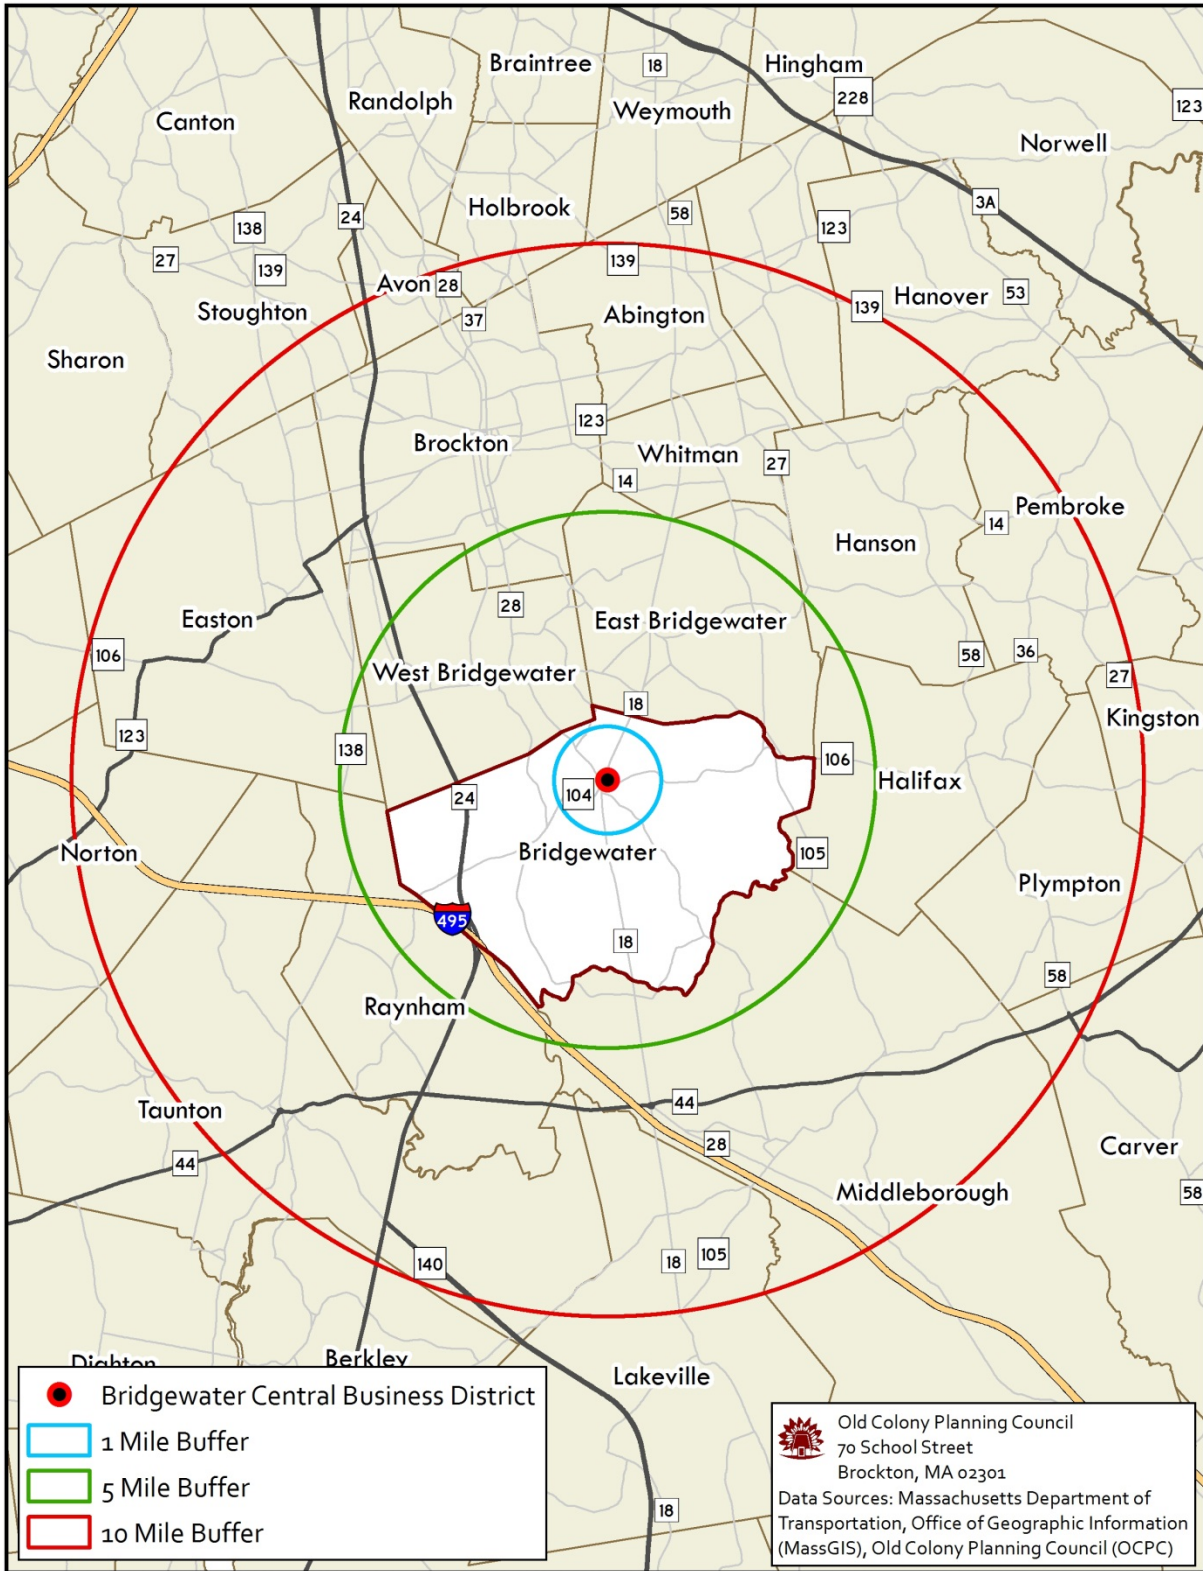 Braintree
18
Hingham
Randolph
228
Canton
Weymouth
123
Norwell
3A
Holbrook
58
24
138
123
27
139
139
Avon
28
Hanover
53
139
Stoughton
37
Abington
Sharon
123
Brockton
Whitman
27
14
Pembroke
14
Hanson
28
Easton
East Bridgewater
106
58
36
West Bridgewater
27
18
Kingston
123
138
106
Halifax
24
104
Norton
Bridgewater
105
Plympton
495
18
58
Raynham
44
Taunton
28
Carver
44
58
Middleborough
140
18
105
Dighton
Berkley
Lakeville
18
Bridgewater Central Business District
1 Mile Buffer
5 Mile Buffer
10 Mile Buffer
Old Colony Planning Council
70 School Street
Brockton, MA 02301
Data Sources: Massachusetts Department of
Transportation, Office of Geographic Information
(MassGIS), Old Colony Planning Council (OCPC)